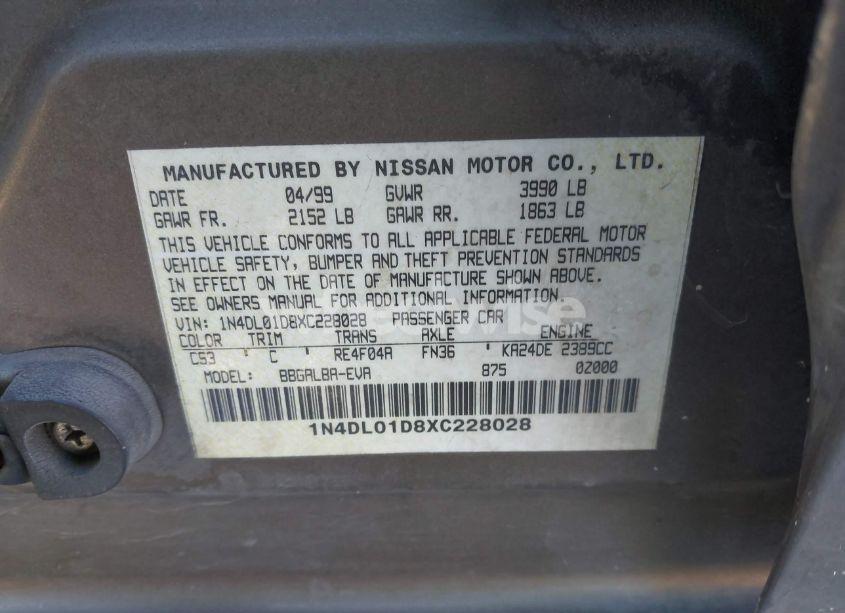 MANUFACTURED BY NISSAN MOTOR CO., LTD.
DATE 04/99 GVWR 3990 LB
GAWR FR. 2152 LB GAWR RR. 1863 LB
THIS VEHICLE CONFORMS TO ALL APPLICABLE FEDERAL MOTOR
VEHICLE SAFETY, BUMPER AND THEFT PREVENTION STANDARDS
IN EFFECT ON THE DATE OF MANUFACTURE SHOWN ABOVE.
SEE OWNERS MANUAL FOR ADDITIONAL INFORMATION.
VIN: 1N4DL01D8XC228028 PASSENGER CAR
COLOR TRIM TRANS AXLE ENGINE
CS3 ' C RE4F04A FN36 ' KA24DE 2389CC
MODEL: BBGALBA-EVA 875 0Z000
1N4DL01D8XC228028